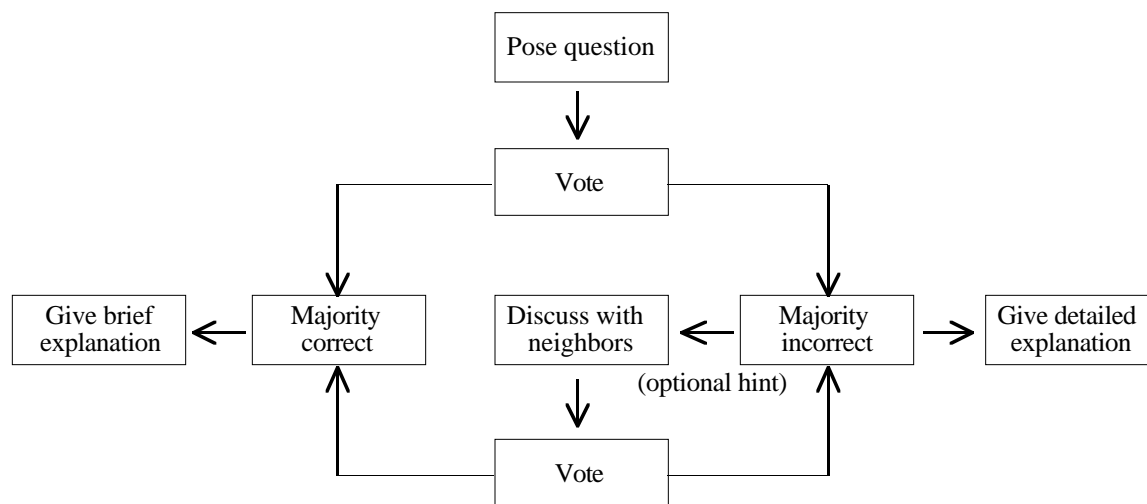 Pose question
Vote
Give brief
explanation
Majority
correct
Discuss with
neighbors
Majority
incorrect
Give detailed
explanation
(optional hint)
Vote